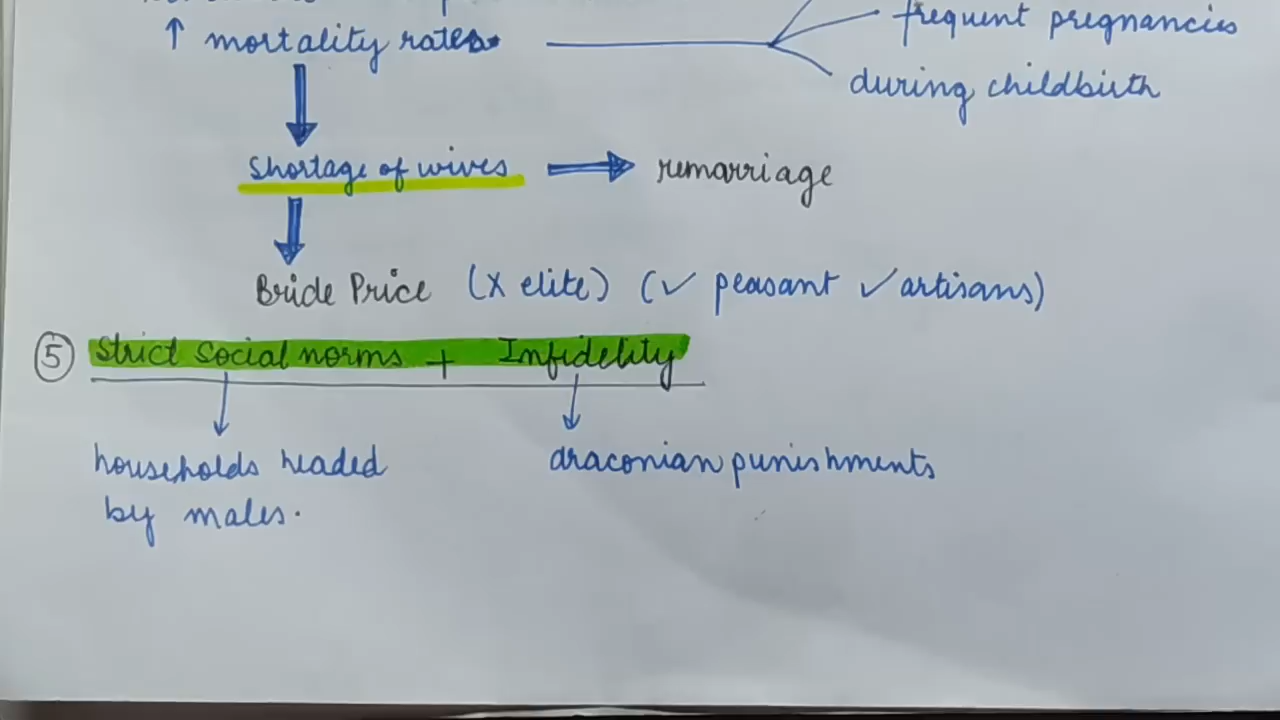 ↑ mortality rates
frequent pregnancies
during childbirth
Shortage of wives → remarriage
Bride Price (X elite) (✓ peasant ✓ artisans)
⑤ Strict Social norms + Infidelity
households headed by males.
draconian punishments